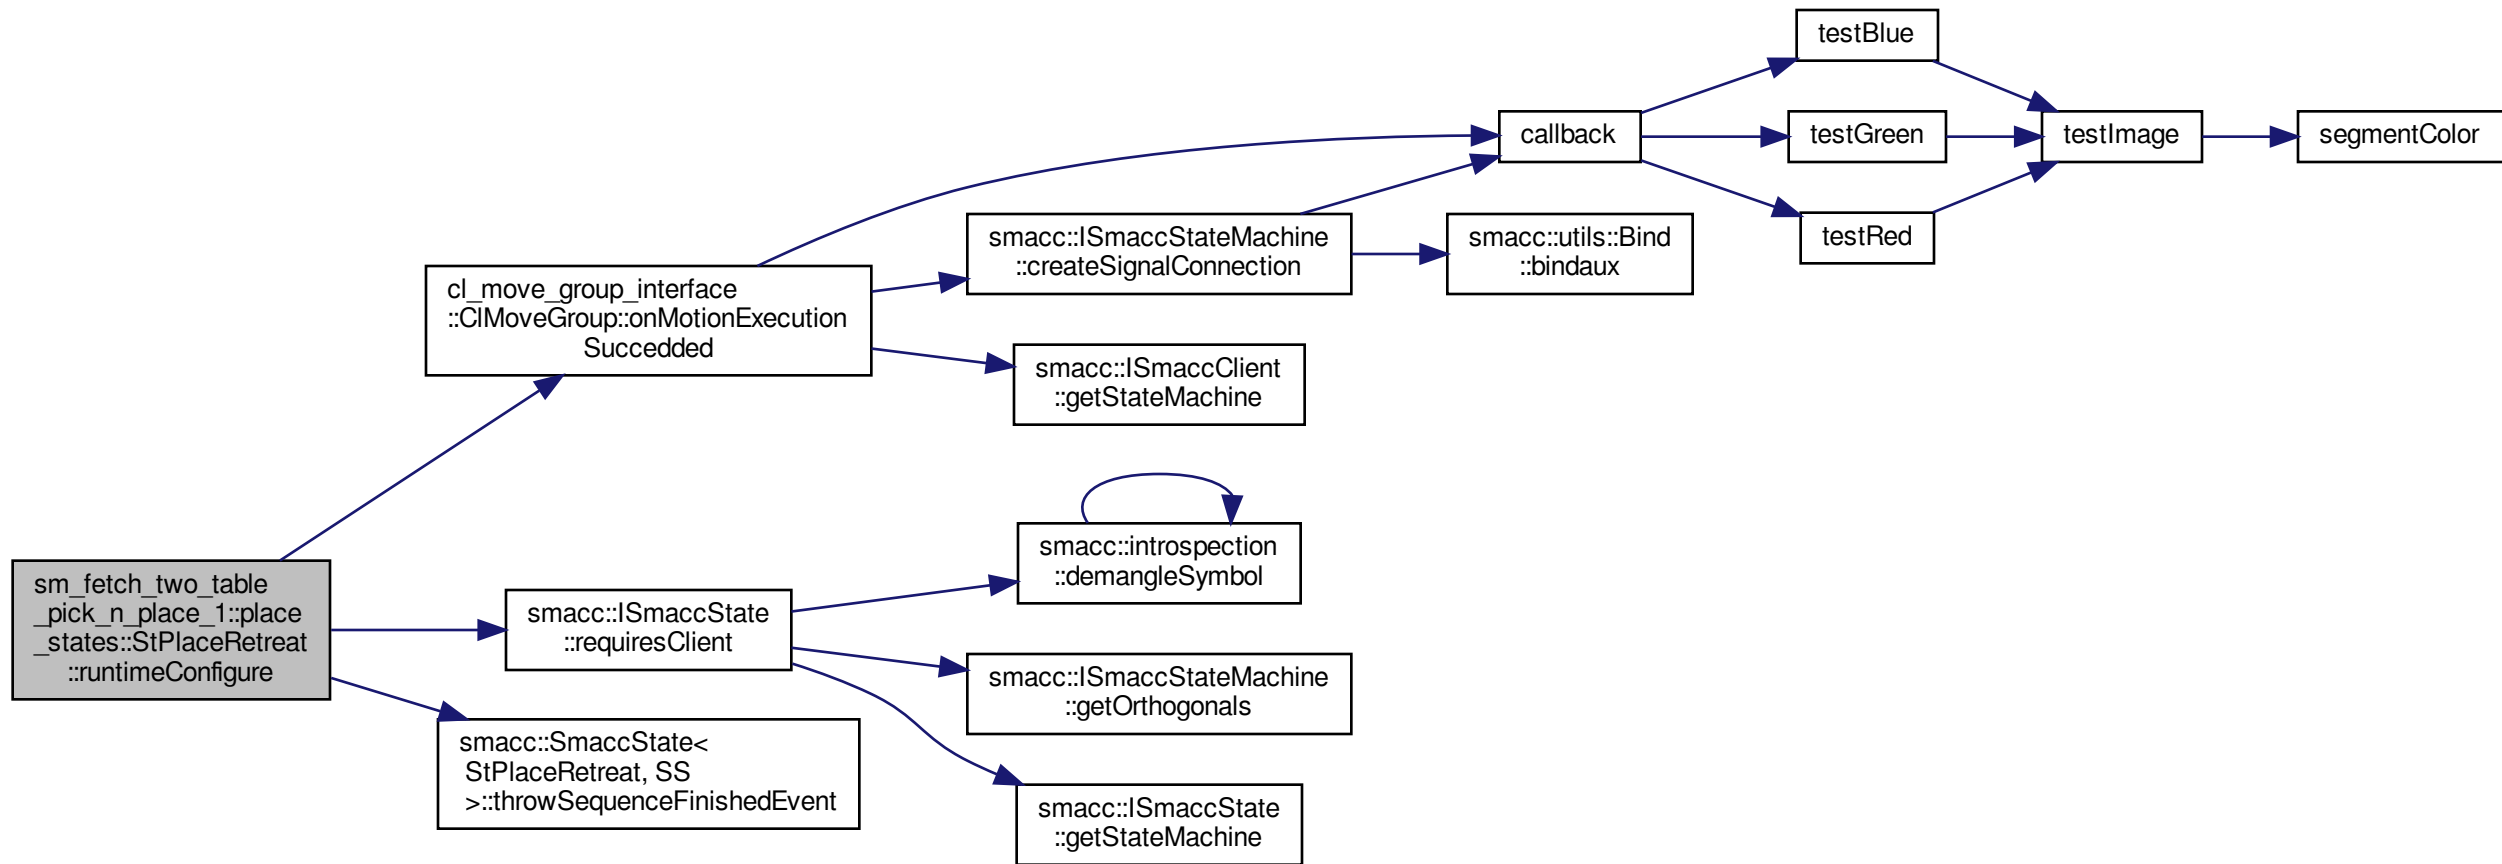 sm_fetch_two_table
_pick_n_place_1::place
_states::StPlaceRetreat
::runtimeConfigure
cl_move_group_interface
::ClMoveGroup::onMotionExecution
Succedded
smacc::ISmaccState
::requiresClient
smacc::SmaccState<
StPlaceRetreat, SS
>::throwSequenceFinishedEvent
smacc::ISmaccStateMachine
::createSignalConnection
smacc::ISmaccClient
::getStateMachine
smacc::introspection
::demangleSymbol
smacc::ISmaccStateMachine
::getOrthogonals
smacc::ISmaccState
::getStateMachine
callback
smacc::utils::Bind
::bindaux
testBlue
testGreen
testRed
testImage
segmentColor